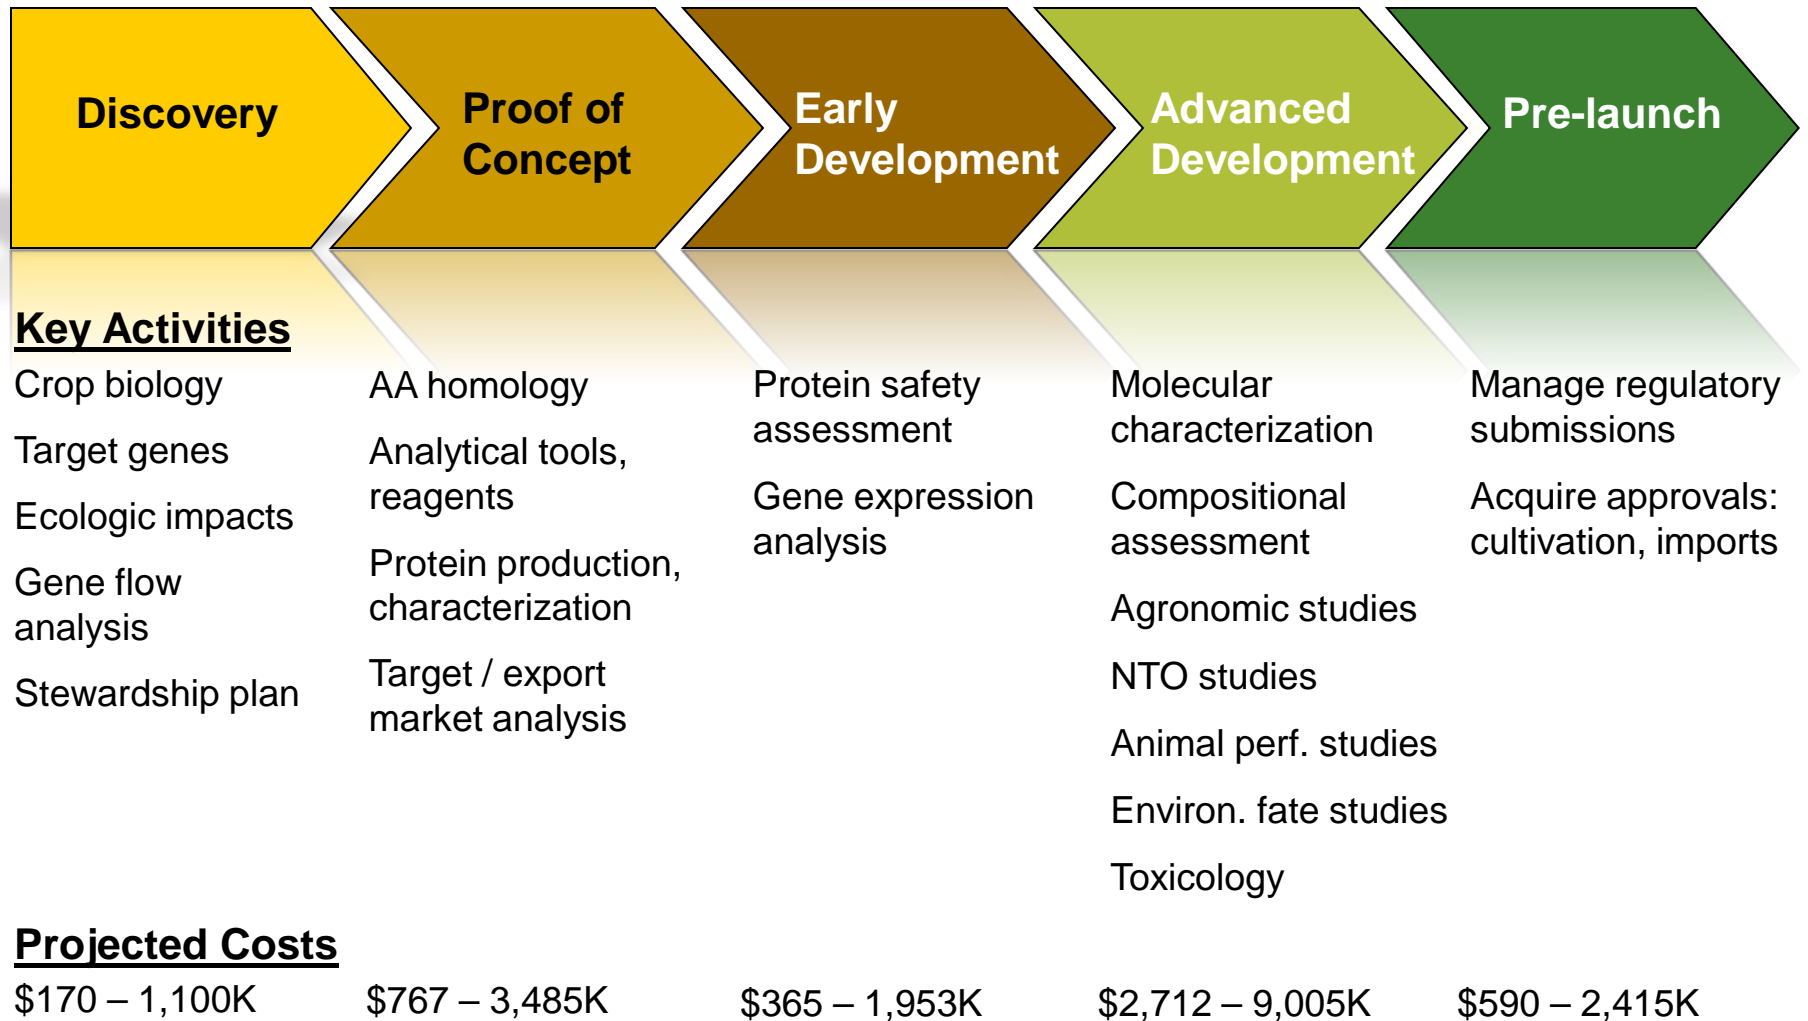 Discovery
Proof of
Concept
Early
Development
Advanced
Development
Pre-launch
Key Activities
Crop biology
Target genes
Ecologic impacts
Gene flow
analysis
Stewardship plan
AA homology
Analytical tools,
reagents
Protein production,
characterization
Target / export
market analysis
Protein safety
assessment
Gene expression
analysis
Molecular
characterization
Compositional
assessment
Agronomic studies
NTO studies
Animal perf. studies
Environ. fate studies
Toxicology
Manage regulatory
submissions
Acquire approvals:
cultivation, imports
Projected Costs
$170 – 1,100K
$767 – 3,485K
$365 – 1,953K
$2,712 – 9,005K
$590 – 2,415K